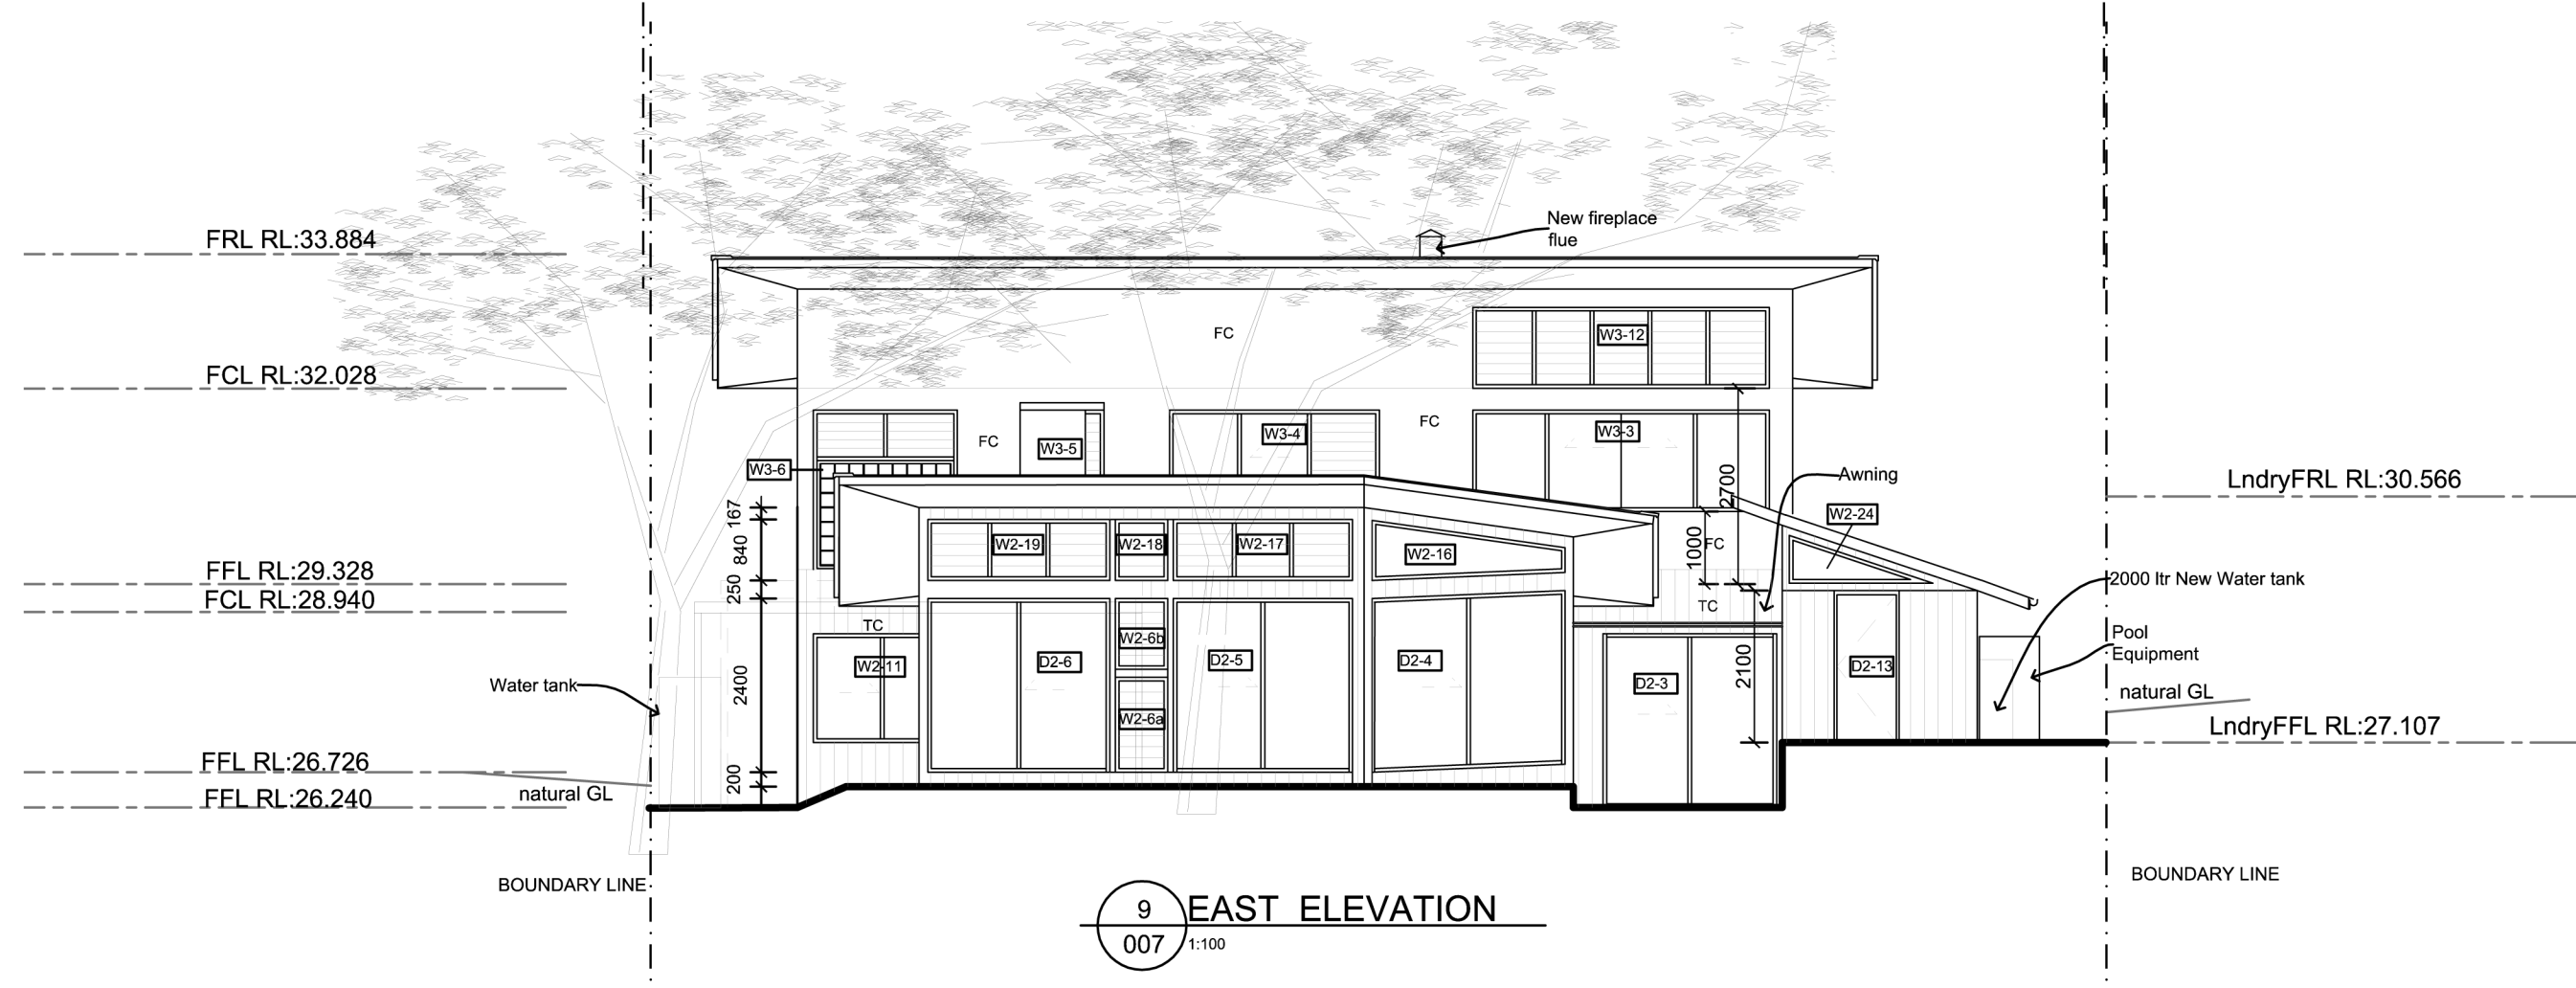 New fireplace
flue
FRL RL:33.884
FC
W3-12
FCL RL:32.028
FC
W3-4
W3-3
FC
W3-5
W3-6
2700
Awning
LndryFRL RL:30.566
167
W2-24
840
W2-19
W2-18
W2-17
W2-16
1000
FC
FFL RL:29.328
250
2000 ltr New Water tank
FCL RL:28.940
TC
TC
W2-6b
Pool
Equipment
W2-11
D2-6
D2-5
D2-4
2100
D2-13
2400
D2-3
Water tank
natural GL
W2-6a
LndryFFL RL:27.107
FFL RL:26.726
200
natural GL
FFL RL:26.240
BOUNDARY LINE
BOUNDARY LINE
9
EAST ELEVATION
007
1:100